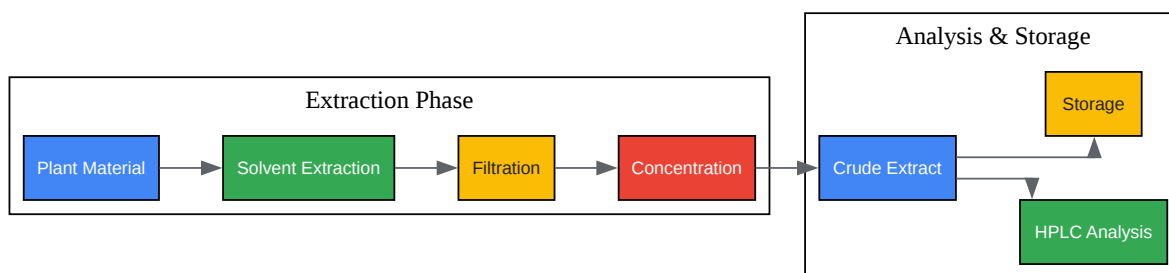 Extraction Phase
Plant Material
Solvent Extraction
Filtration
Concentration
Analysis & Storage
Crude Extract
Storage
HPLC Analysis